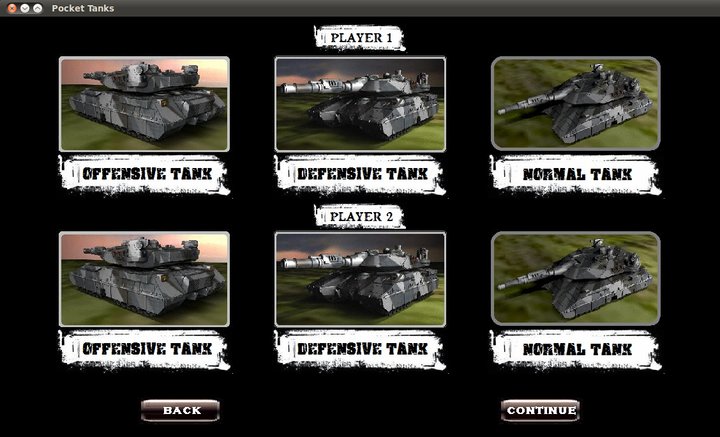 Pocket Tanks
PLAYER 1
OFFENSIVE TANK
DEFENSIVE TANK
NORMAL TANK
PLAYER 2
OFFENSIVE TANK
DEFENSIVE TANK
NORMAL TANK
BACK
CONTINUE